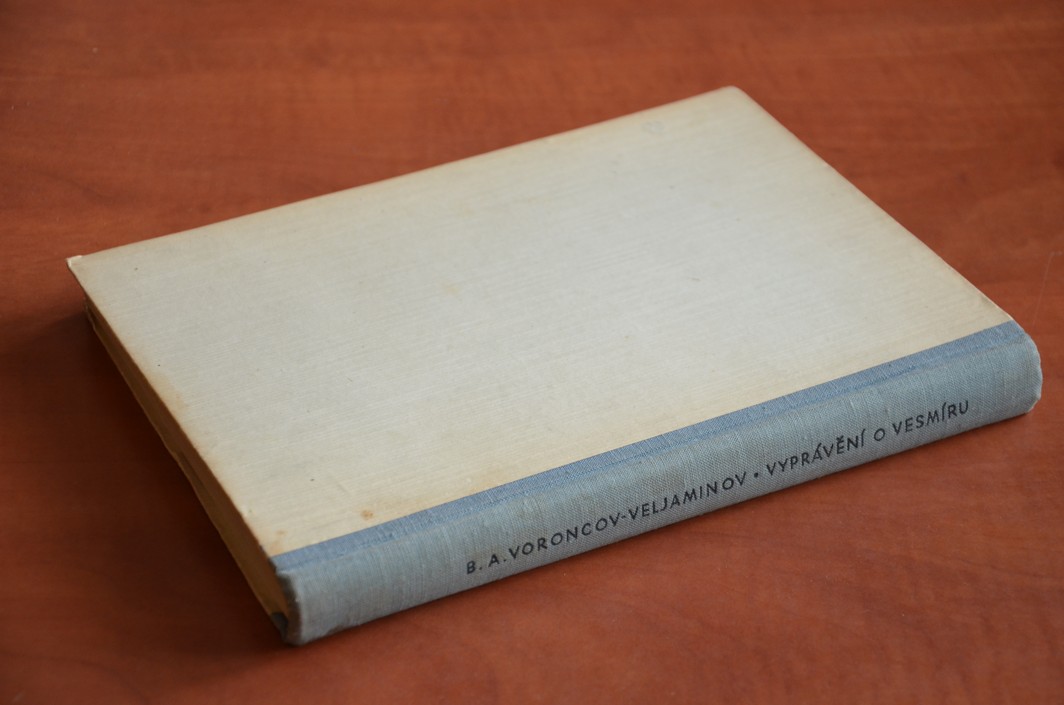 B. A. VORONCOV-VELJAMINOV • VYPRÁVĚNÍ O VESMÍRU